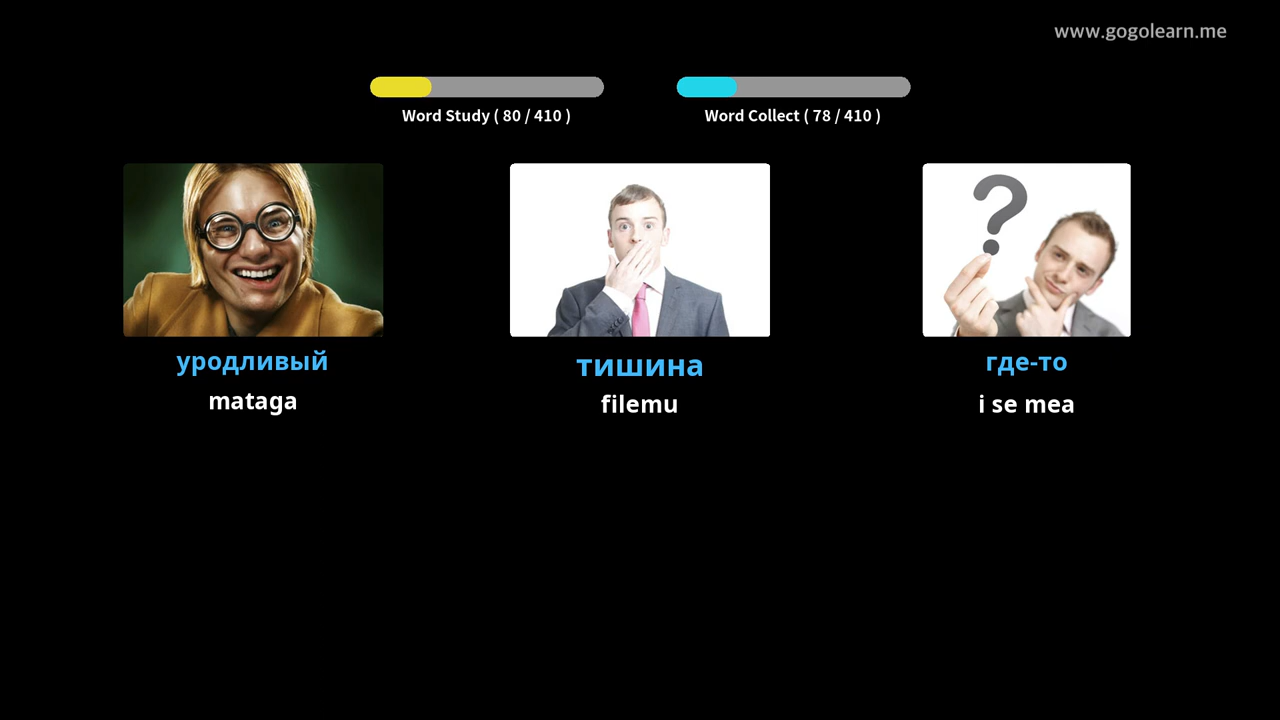 www.gogolearn.me
Word Study ( 80 / 410 )
Word Collect ( 78 / 410 )
уродливый
тишина
где-то
mataga
filemu
i se mea